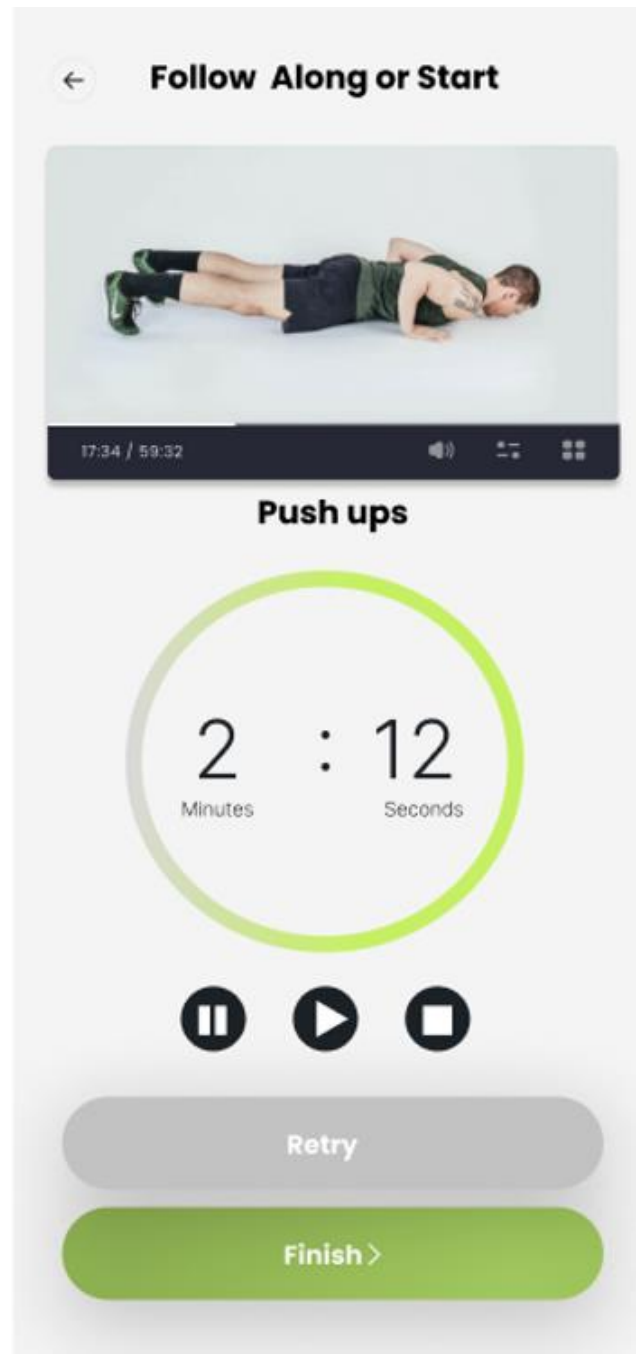 Follow Along or Start
17:34 / 59:32
Push ups
2 : 12
Minutes Seconds
Retry
Finish >